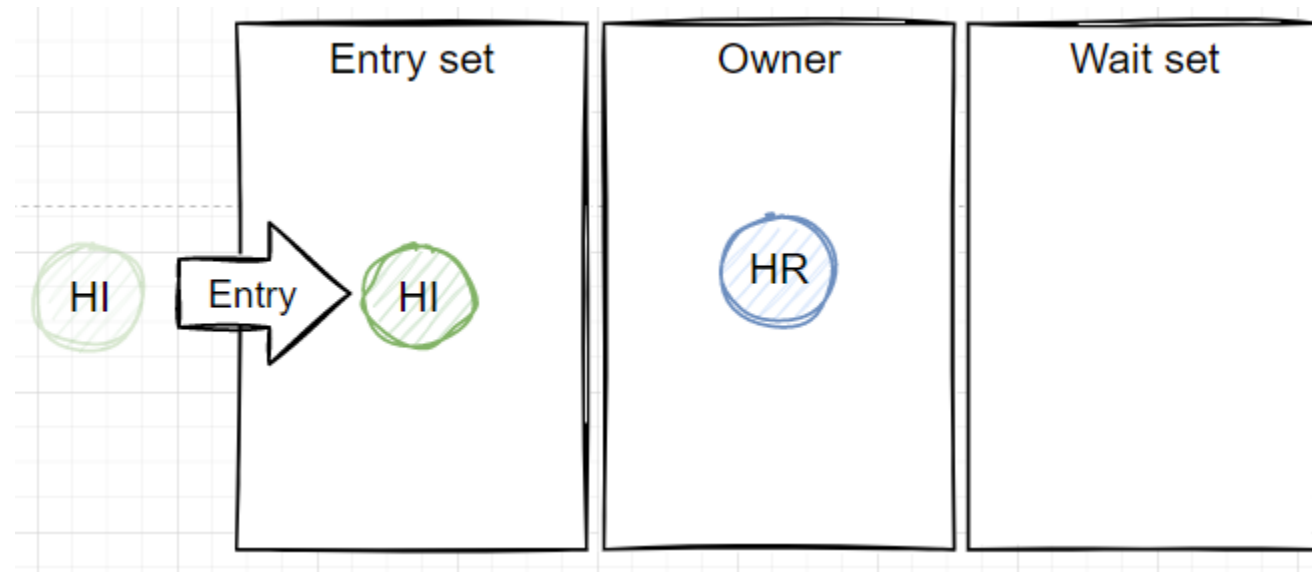 Entry set
Owner
Wait set
HI
Entry
HI
HR